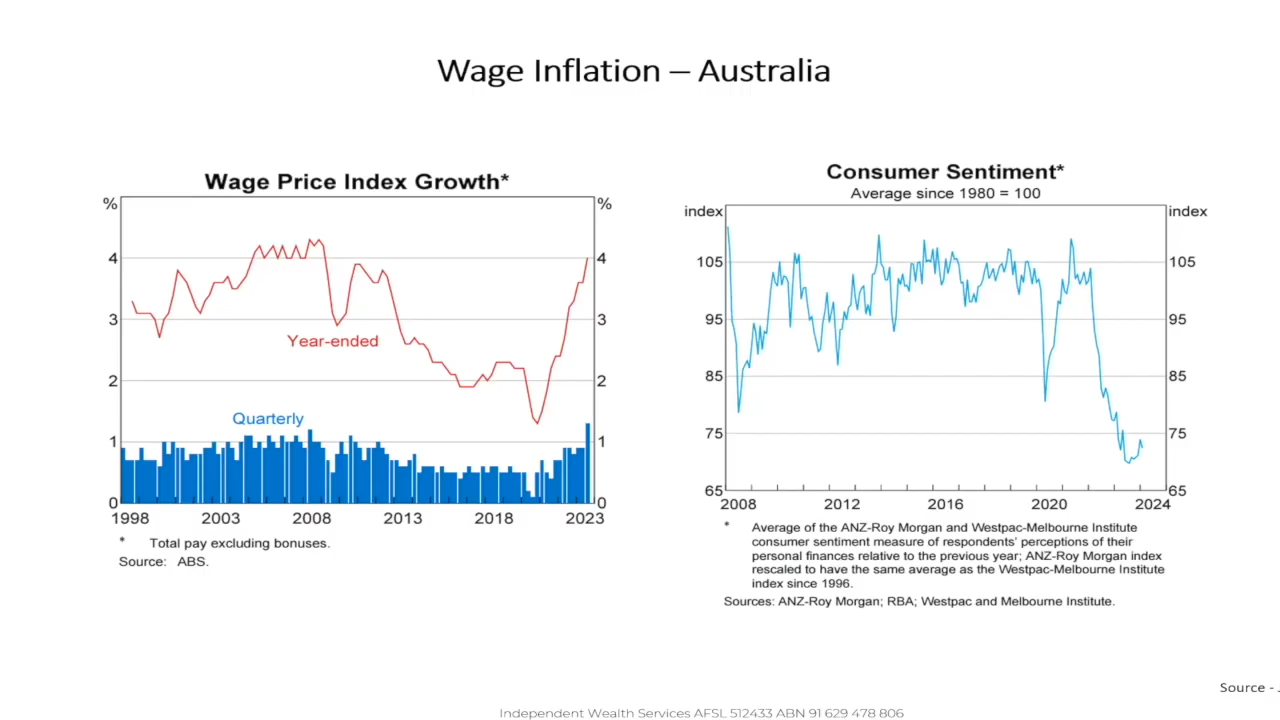 Wage Inflation – Australia
Wage Price Index Growth*
% %
4 4
3 3
Year-ended
2 2
Quarterly
1 1
0 0
1998 2003 2008 2013 2018 2023
* Total pay excluding bonuses.
Source: ABS.
Consumer Sentiment*
Average since 1980 = 100
index index
105 105
95 95
85 85
75 75
65 65
2008 2012 2016 2020 2024
* Average of the ANZ-Roy Morgan and Westpac-Melbourne Institute
consumer sentiment measure of respondents' perceptions of their
personal finances relative to the previous year; ANZ-Roy Morgan index
rescaled to have the same average as the Westpac-Melbourne Institute
index since 1996.
Sources: ANZ-Roy Morgan; RBA; Westpac and Melbourne Institute.
Source -
Independent Wealth Services AFSL 512433 ABN 91 629 478 806